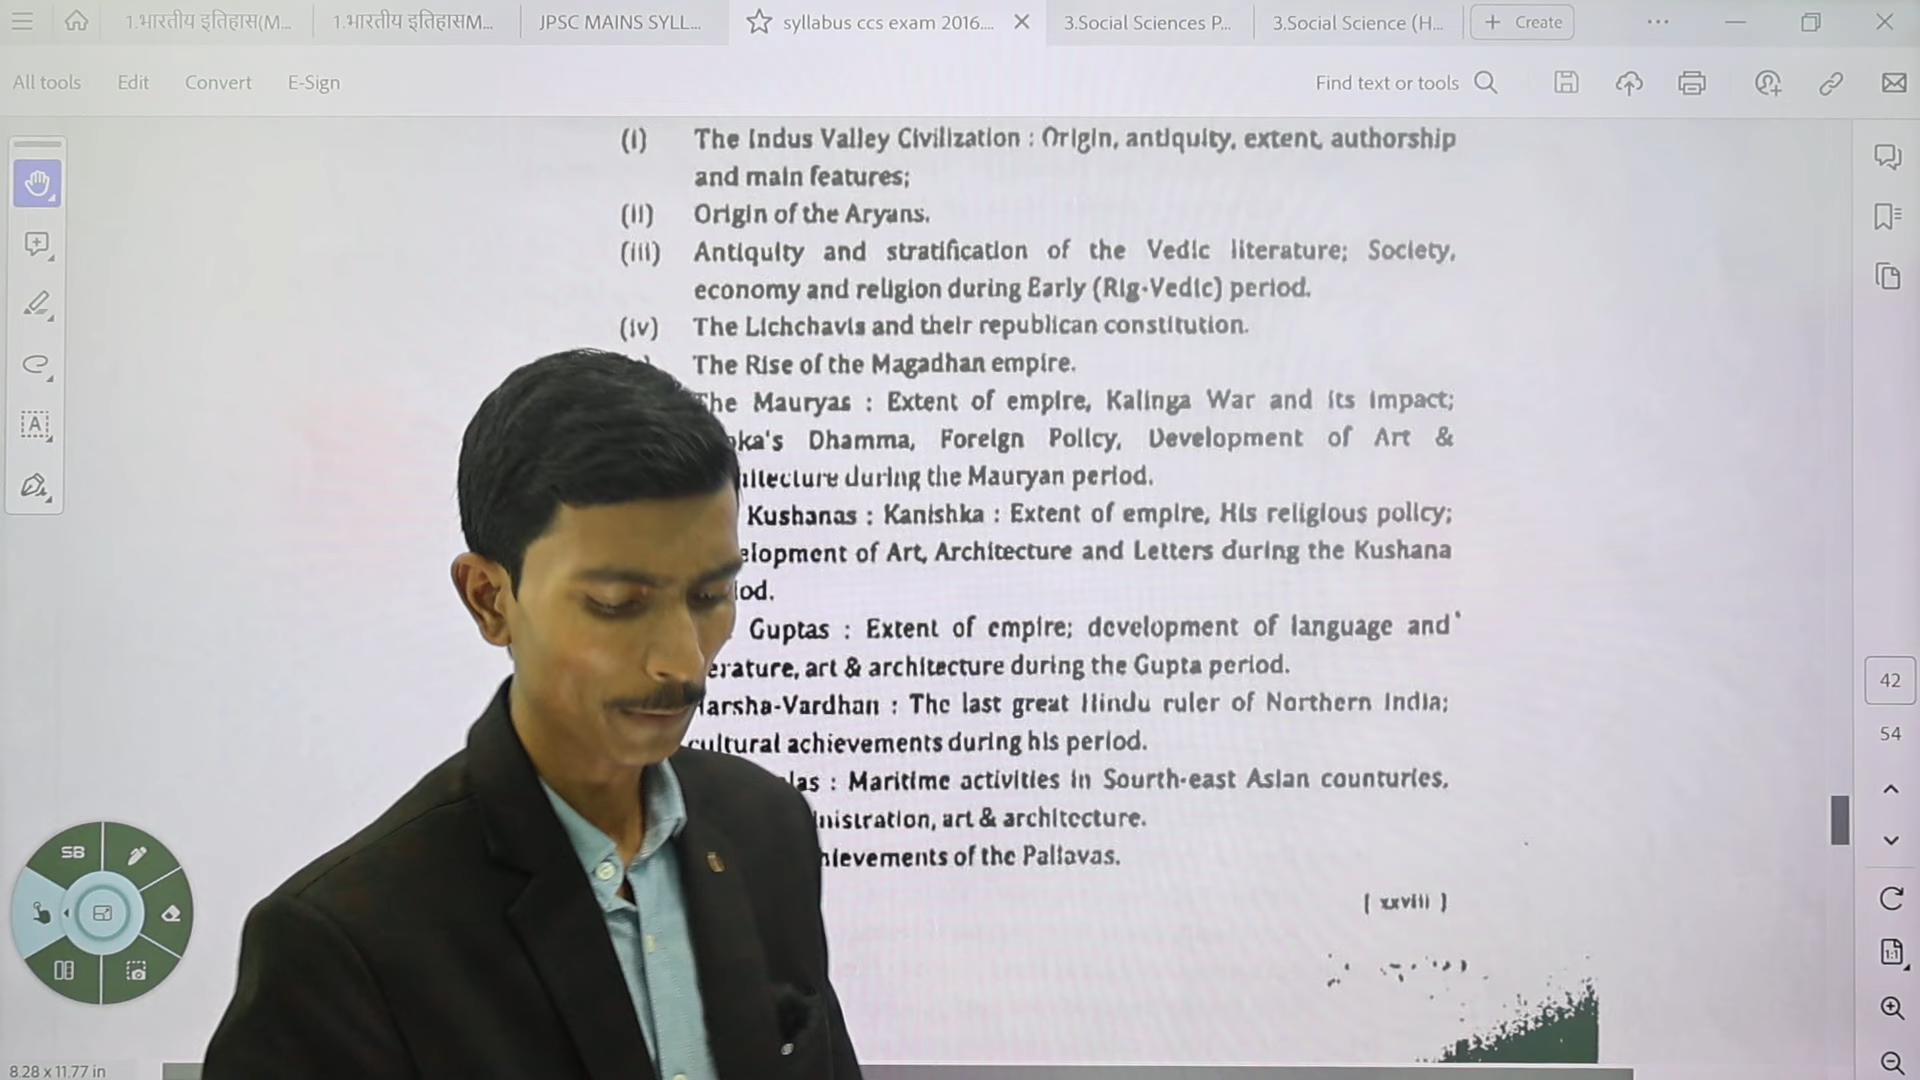 1.भारतीय इतिहास(M...
1.भारतीय इतिहासM...
JPSC MAINS SYLL...
syllabus ccs exam 2016....
3.Social Sciences P...
3.Social Science (H...
Create
All tools
Edit
Convert
E-Sign
Find text or tools
(i) The Indus Valley Civilization : Origin, antiquity, extent, authorship
and main features;
(ii) Origin of the Aryans.
(iii) Antiquity and stratification of the Vedic literature; Society,
economy and religion during Early (Rig-Vedic) period.
(iv) The Lichchavis and their republican constitution.
The Rise of the Magadhan empire.
The Mauryas : Extent of empire, Kalinga War and its impact;
oka's Dhamma, Foreign Policy, Development of Art &
itecture during the Mauryan period.
Kushanas : Kanishka : Extent of empire, His religious policy;
elopment of Art, Architecture and Letters during the Kushana
iod.
Guptas : Extent of empire; development of language and
erature, art & architecture during the Gupta period.
Harsha-Vardhan : The last great Hindu ruler of Northern India;
cultural achievements during his period.
las : Maritime activities in Sourth-east Asian counturies,
inistration, art & architecture.
hievements of the Pallavas.
[ xxviii ]
42
54
SB
1:1
8.28 x 11.77 in